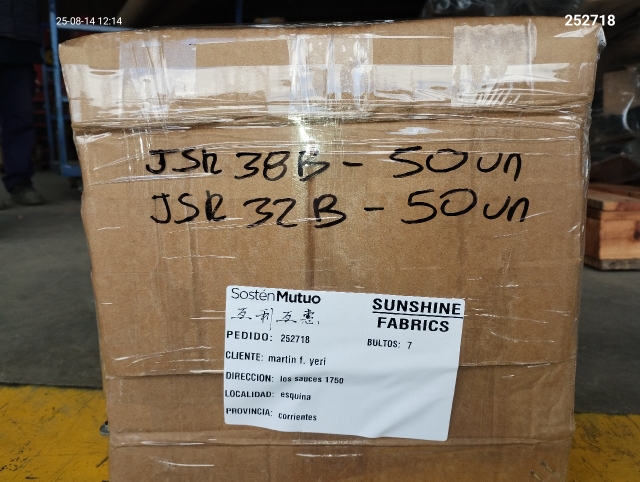 25-08-14 12:14
252718
JSR 38B - 50un
JSR 32B - 50un
SosténMutuo
互利互惠
SUNSHINE
FABRICS
PEDIDO: 252718
BULTOS: 7
CLIENTE: martin f. yeri
DIRECCION: los sauces 1750
LOCALIDAD: esquina
PROVINCIA: corrientes